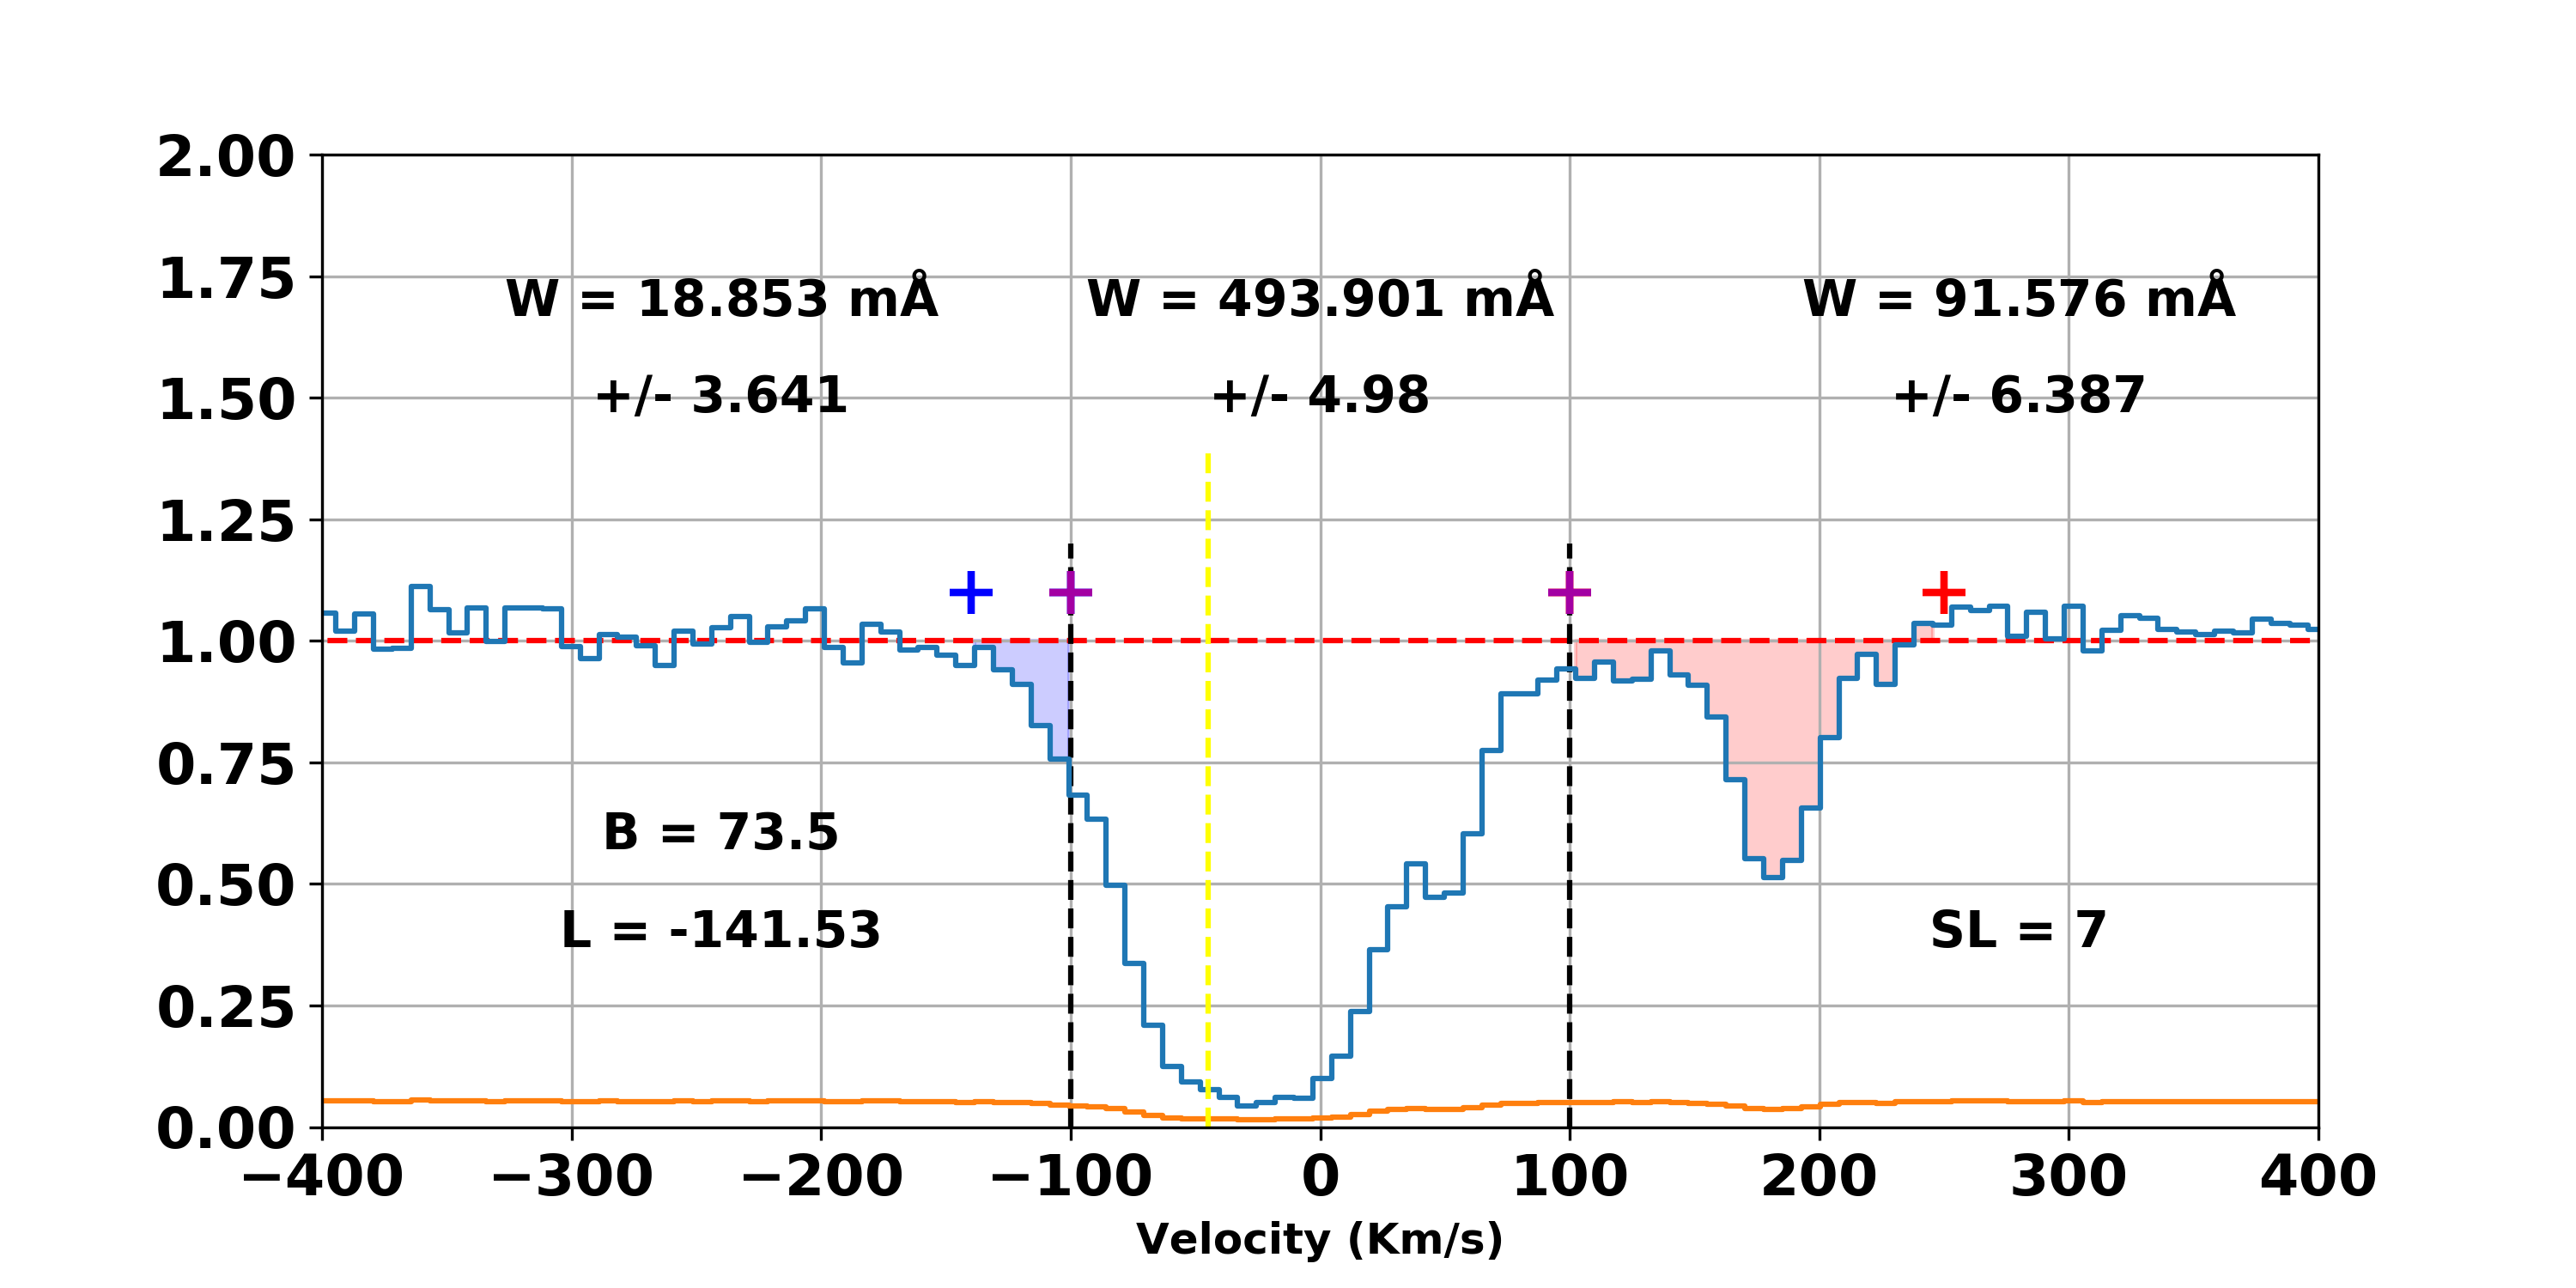 2.00
1.75
W = 18.853 mÅ W = 493.901 mÅ W = 91.576 mÅ
1.50
+/- 3.641 +/- 4.98 +/- 6.387
1.25
1.00
0.75
B = 73.5
0.50
L = -141.53 SL = 7
0.25
0.00
−400 −300 −200 −100 0 100 200 300 400
Velocity (Km/s)